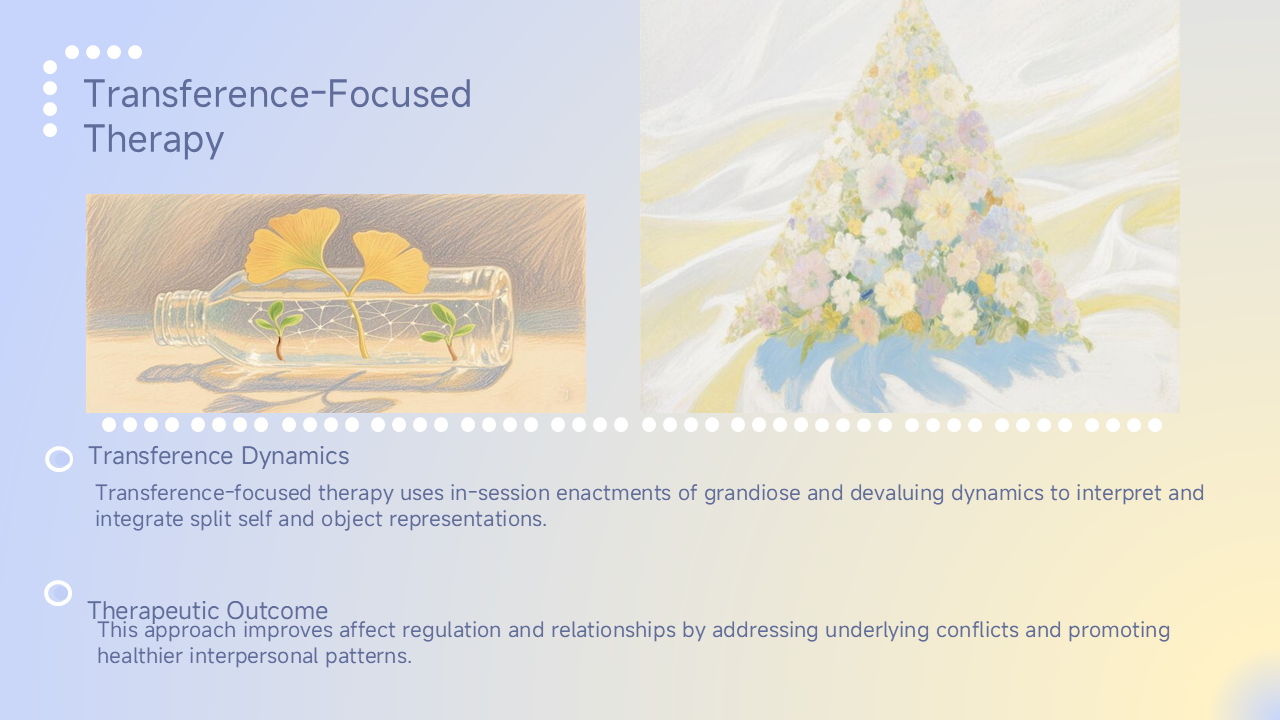 Transference-Focused
Therapy
Transference Dynamics
Transference-focused therapy uses in-session enactments of grandiose and devaluing dynamics to interpret and
integrate split self and object representations.
Therapeutic Outcome
This approach improves affect regulation and relationships by addressing underlying conflicts and promoting
healthier interpersonal patterns.